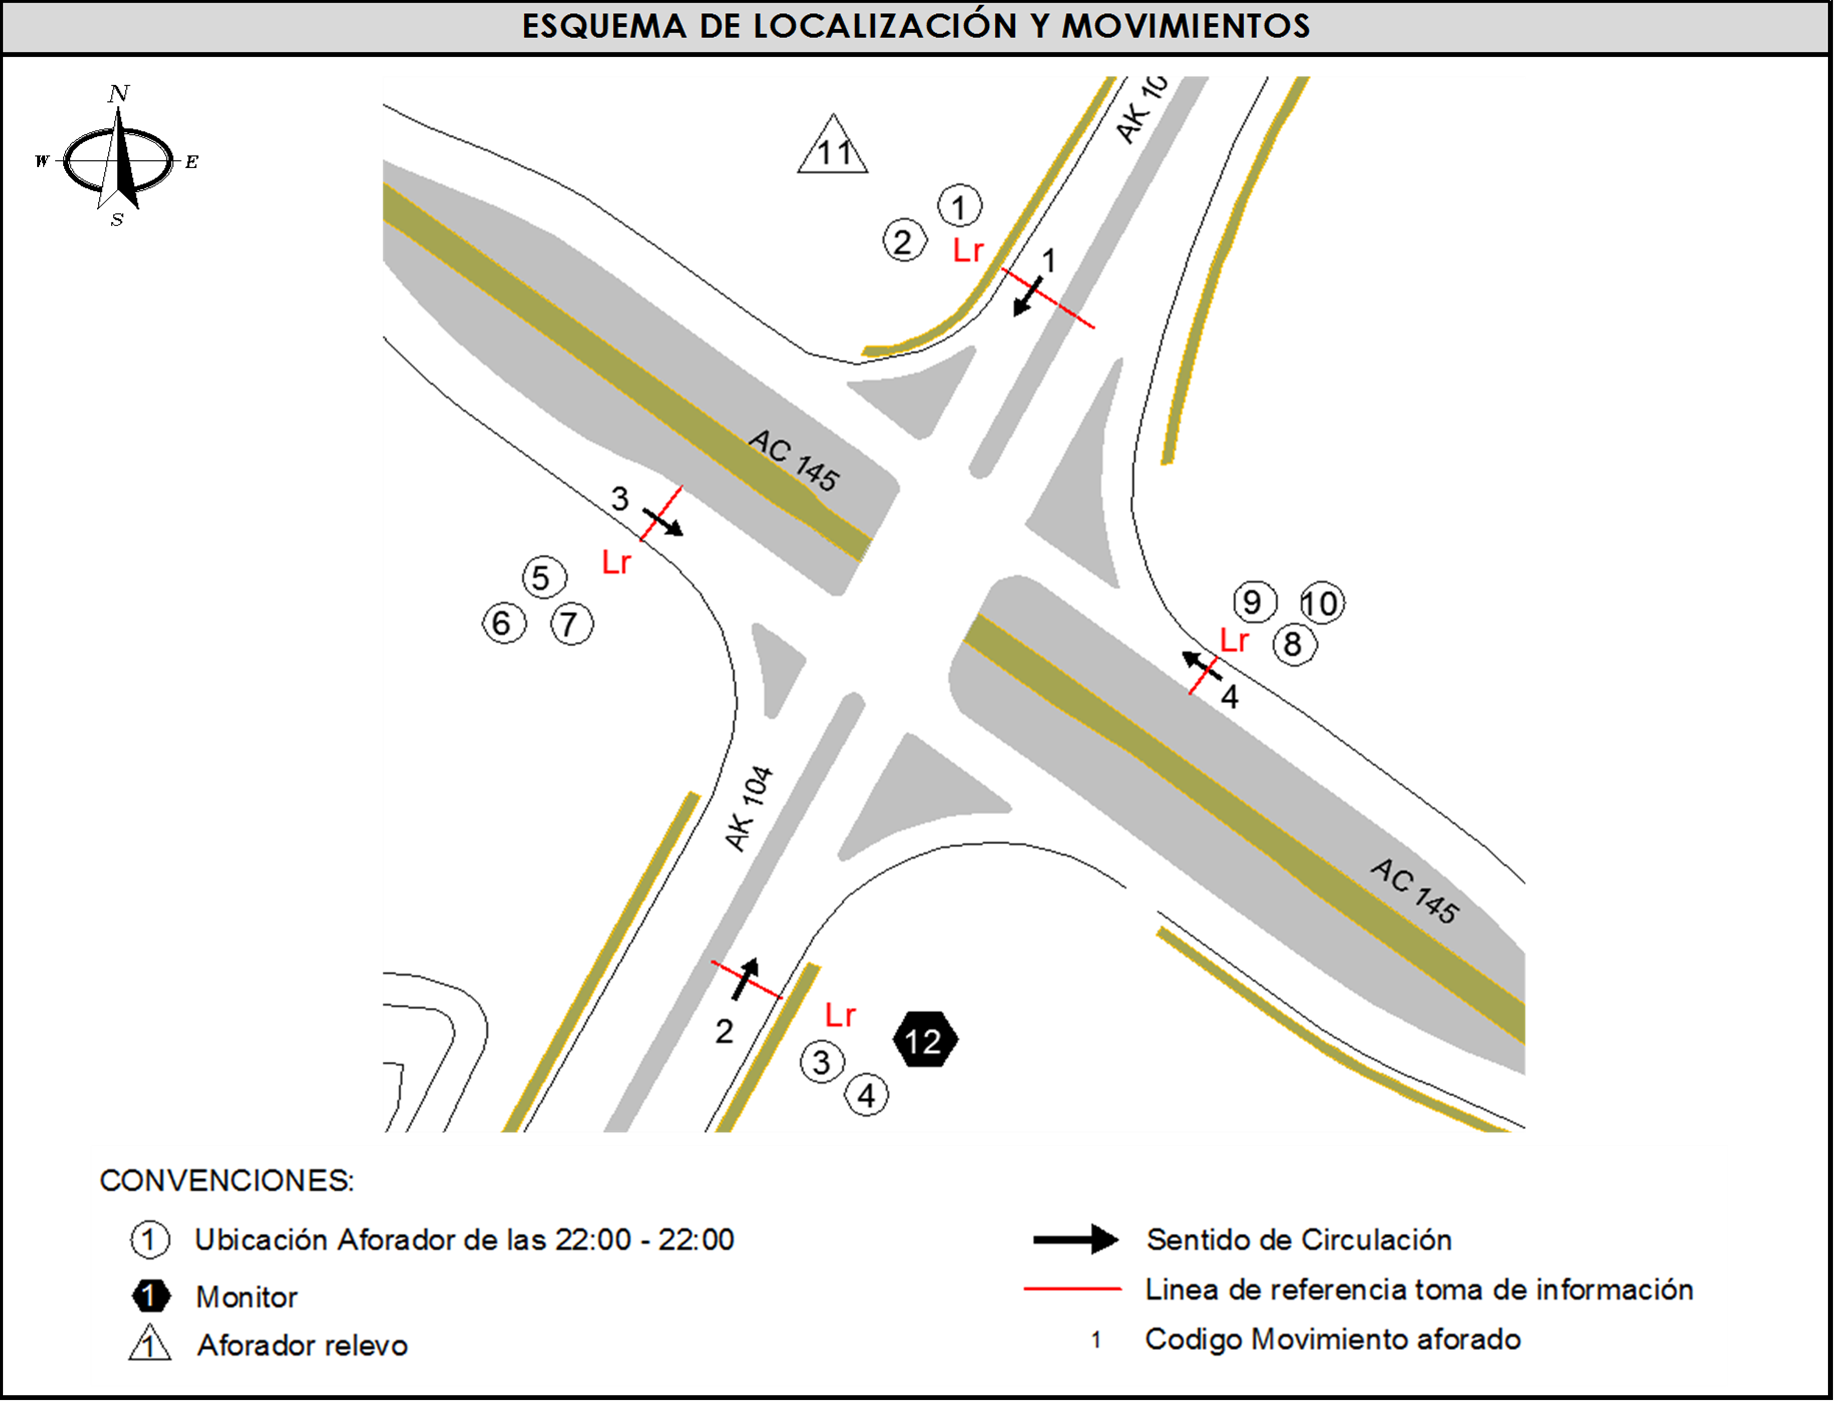 ESQUEMA DE LOCALIZACIÓN Y MOVIMIENTOS
N
W E
S
AK 10
11
1
2
Lr
1
AC 145
3
Lr
5
6 7
9 10
Lr 8
4
AK 104
AC 145
2
Lr
12
3
4
CONVENCIONES:
1 Ubicación Aforador de las 22:00 - 22:00
1 Monitor
1 Aforador relevo
Sentido de Circulación
Linea de referencia toma de información
1 Codigo Movimiento aforado